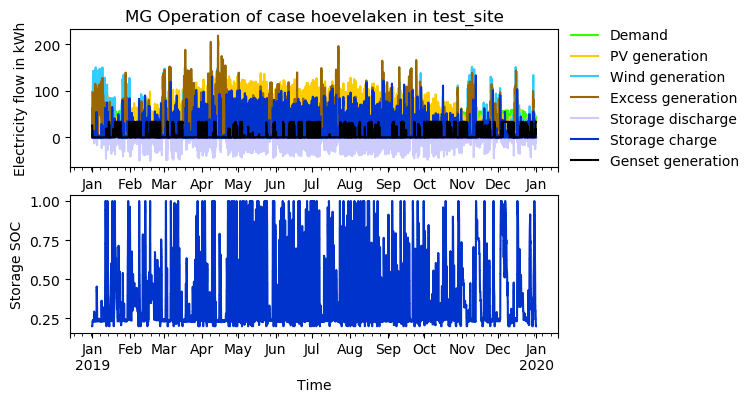 MG Operation of case hoevelaken in test_site
Electricity flow in kWh
200
100
0
Jan Feb Mar Apr May Jun Jul Aug Sep Oct Nov Dec Jan
Demand
PV generation
Wind generation
Excess generation
Storage discharge
Storage charge
Genset generation
Storage SOC
1.00
0.75
0.50
0.25
Jan Feb Mar Apr May Jun Jul Aug Sep Oct Nov Dec Jan
2019 2020
Time